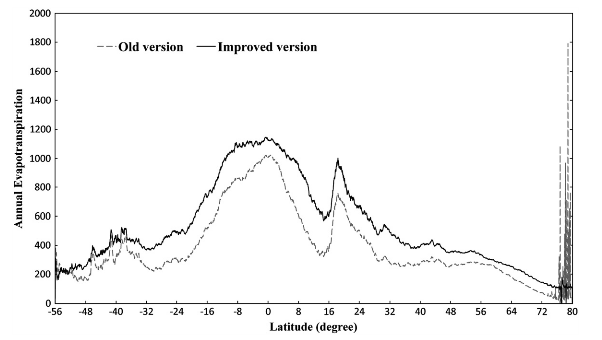 2000
1800
1600
1400
1200
1000
800
600
400
200
0
Annual Evapotranspiration
Old version
Improved version
-56 -48 -40 -32 -24 -16 -8 0 8 16 24 32 40 48 56 64 72 80
Latitude (degree)